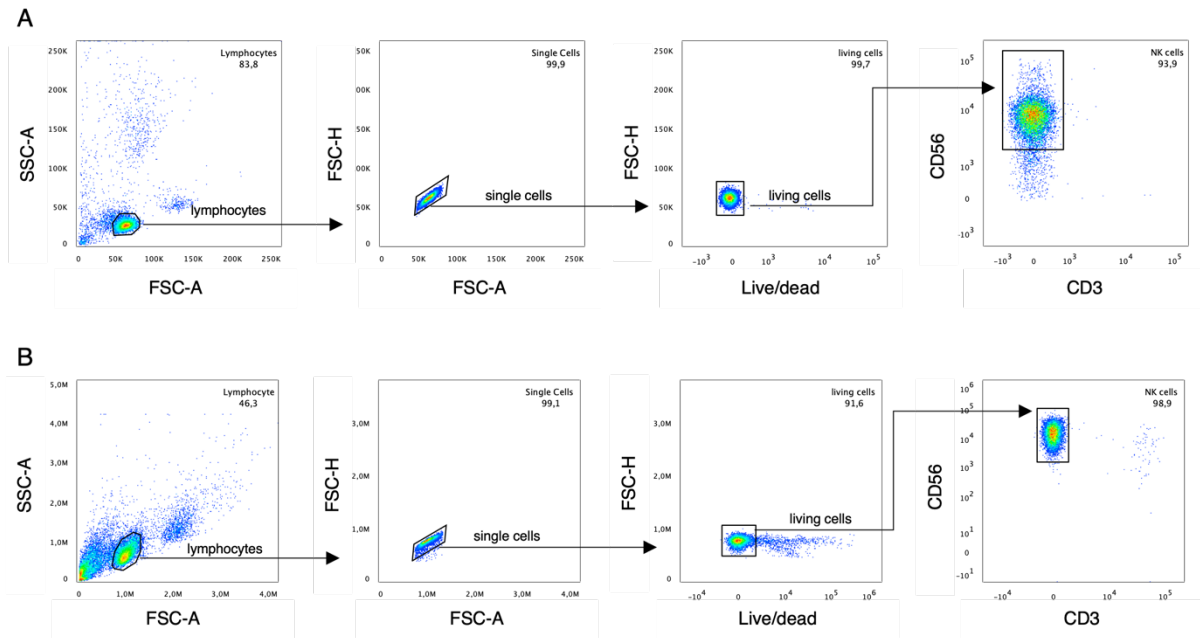 A
Lymphocytes
83,8
250K
200K
150K
100K
50K
0
0 50K 100K 150K 200K 250K
SSC-A
FSC-A
lymphocytes
Single Cells
99,9
250K
200K
150K
100K
50K
0
0 50K 100K 150K 200K 250K
FSC-H
FSC-A
single cells
living cells
99,7
250K
200K
150K
100K
50K
0
-10³ 0 10³ 10⁴ 10⁵
FSC-H
Live/dead
living cells
NK cells
93,9
10⁵
10⁴
10³
0
-10³
-10³ 0 10³ 10⁴ 10⁵
CD56
CD3
B
Lymphocyte
46,3
5,0M
4,0M
3,0M
2,0M
1,0M
0
0 1,0M 2,0M 3,0M 4,0M
SSC-A
FSC-A
lymphocytes
Single Cells
99,1
3,0M
2,0M
1,0M
0
0 1,0M 2,0M 3,0M 4,0M
FSC-H
FSC-A
single cells
living cells
91,6
3,0M
2,0M
1,0M
0
-10⁴ 0 10⁴ 10⁵ 10⁶
FSC-H
Live/dead
living cells
NK cells
98,9
10⁶
10⁵
10⁴
10³
10²
10¹
0
-10¹
-10⁴ 0 10⁴ 10⁵
CD56
CD3